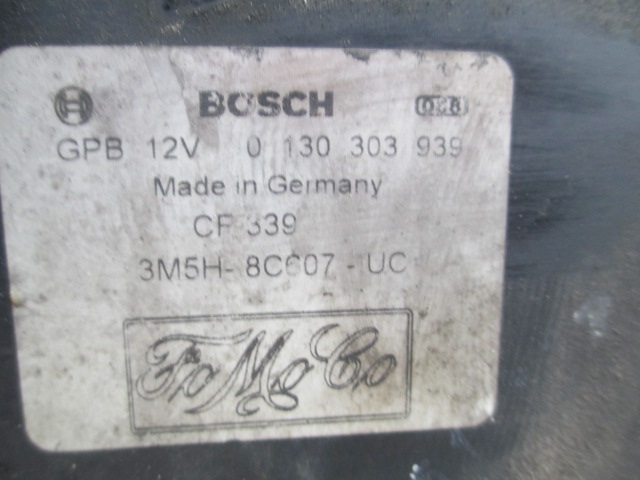 BOSCH
GPB 12V 0 130 303 939
Made in Germany
CF 339
3M5H-8C607-UC
FoMoCo